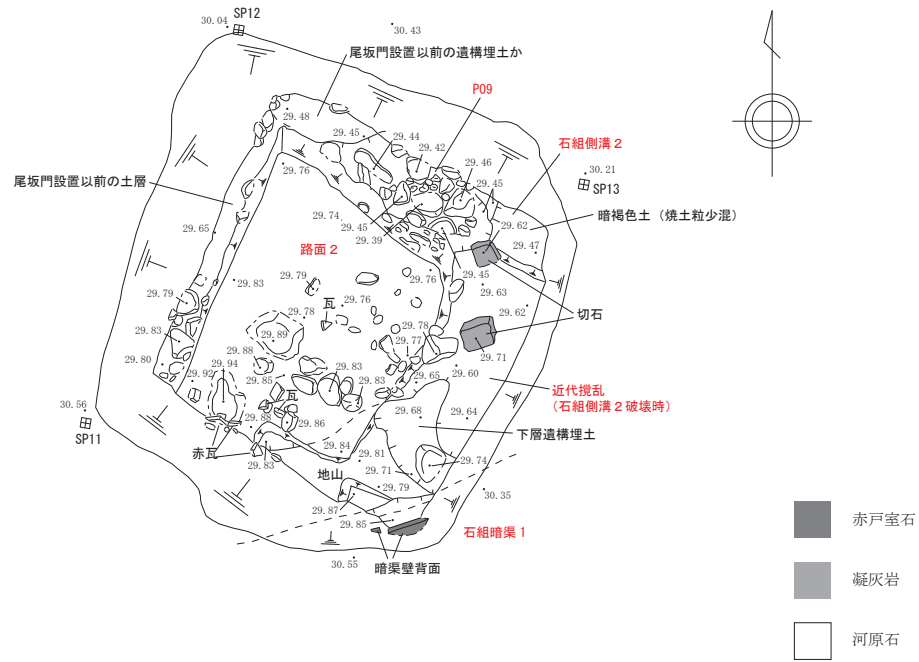 SP12
30.04
30.43
尾坂門設置以前の遺構埋土か
P09
29.48
29.45
29.44
29.42
29.46
29.45
石組側溝2
30.21
SP13
29.76
尾坂門設置以前の土層
暗褐色土（焼土粒少混）
29.62
29.47
29.74
29.45
29.39
29.65
路面2
29.76
29.45
29.63
29.83
29.79
29.76
29.62
切石
29.79
29.78
瓦
29.78
29.83
29.89
29.77
29.71
29.80
29.88
29.94
29.92
29.85
29.83
29.83
29.65
29.60
近代撹乱
（石組側溝2破壊時）
瓦
30.56
SP11
29.88
29.86
29.68
29.64
下層遺構埋土
赤瓦
29.83
29.84
29.81
29.74
地山
29.71
29.79
30.35
29.87
29.85
石組暗渠1
30.55
暗渠壁背面
赤戸室石
凝灰岩
河原石